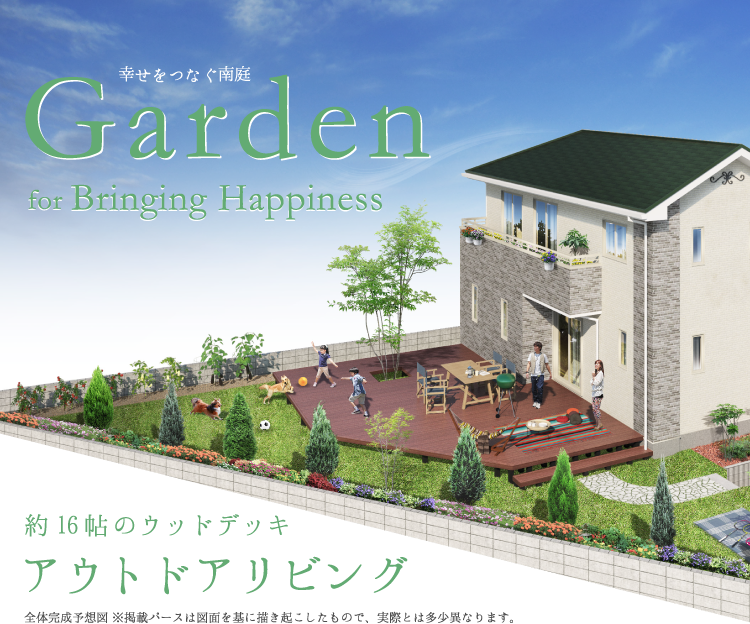 幸せをつなぐ南庭
Garden
for Bringing Happiness
約16帖のウッドデッキ
アウトドアリビング
全体完成予想図 ※掲載パースは図面を基に描き起こしたもので、実際とは多少異なります。